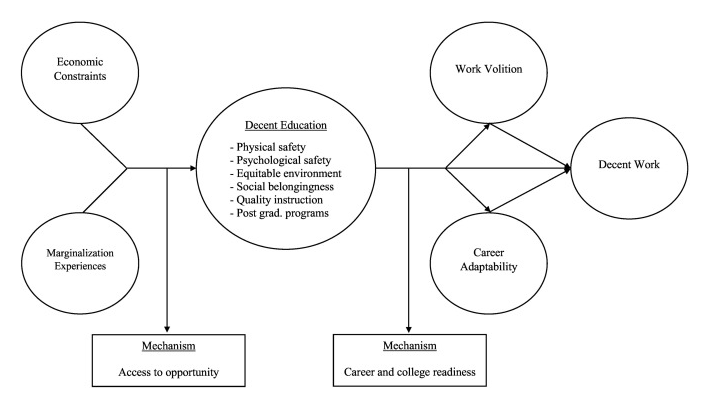 Economic
Constraints
Work Volition
Decent Education
- Physical safety
- Psychological safety
- Equitable environment
- Social belongingness
- Quality instruction
- Post grad. programs
Decent Work
Marginalization
Experiences
Career
Adaptability
Mechanism
Access to opportunity
Mechanism
Career and college readiness